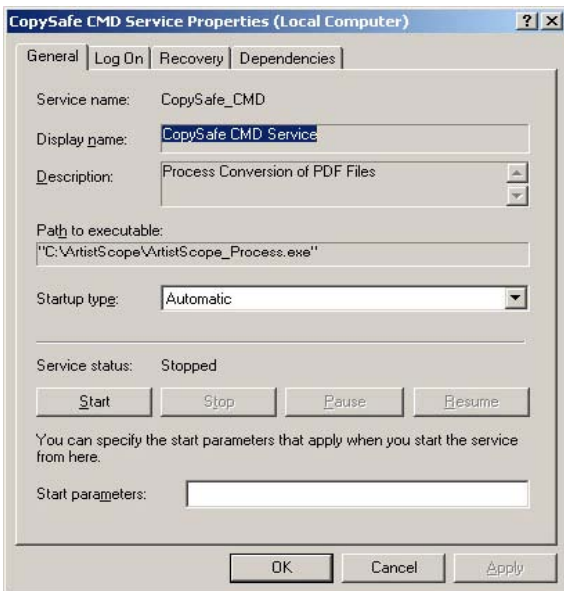 CopySafe CMD Service Properties (Local Computer)
General Log On Recovery Dependencies
Service name: CopySafe_CMD
Display name: CopySafe CMD Service
Description: Process Conversion of PDF Files
Path to executable:
"C:\ArtistScope\ArtistScope_Process.exe"
Startup type: Automatic
Service status: Stopped
Start Stop Pause Resume
You can specify the start parameters that apply when you start the service
from here.
Start parameters:
OK Cancel Apply